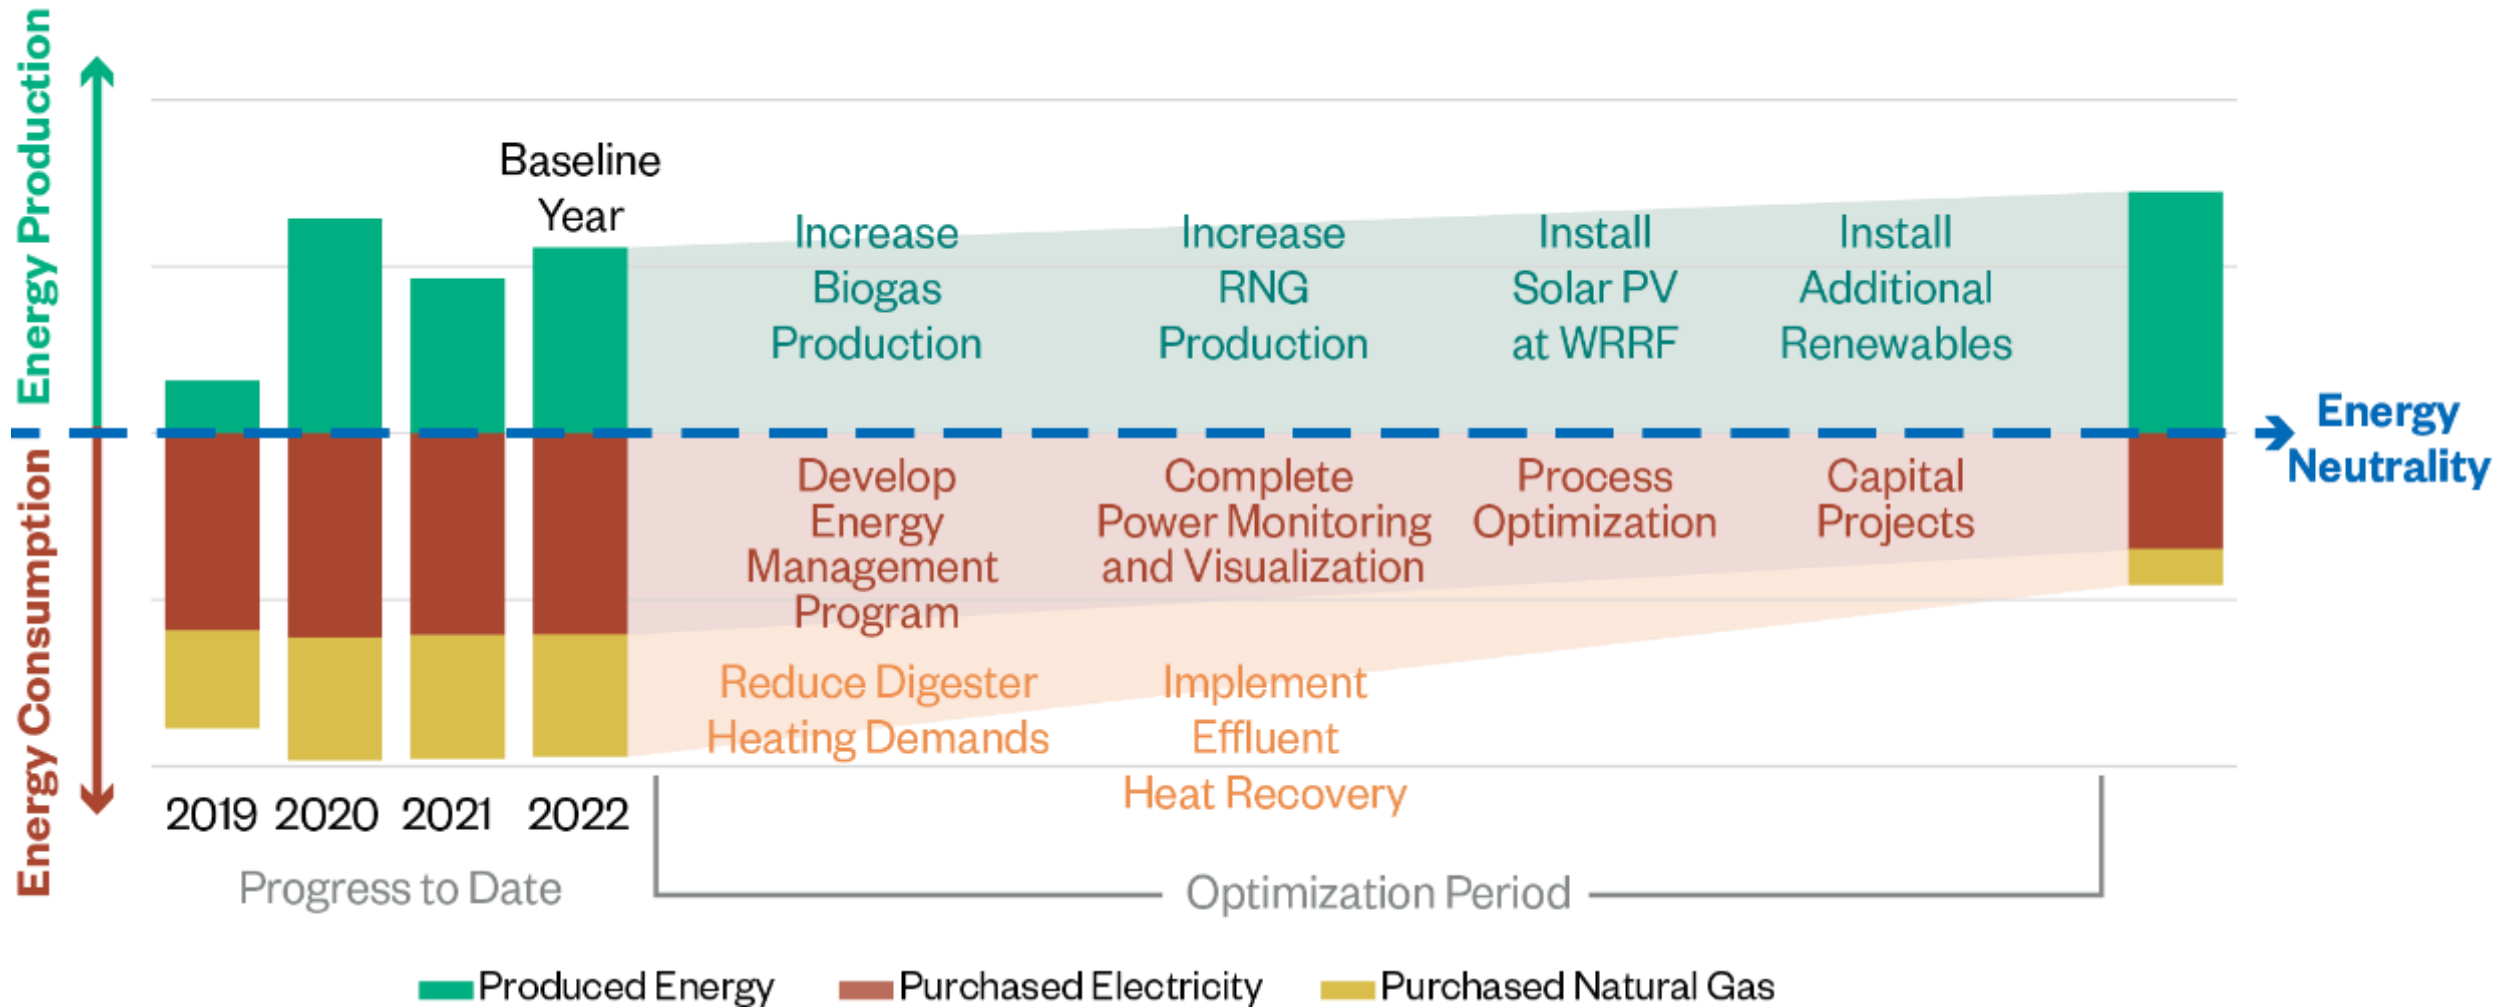 Energy Production
Energy Consumption
Baseline
Year
Increase
Biogas
Production
Increase
RNG
Production
Install
Solar PV
at WRRF
Install
Additional
Renewables
Energy
Neutrality
Develop
Energy
Management
Program
Complete
Power Monitoring
and Visualization
Process
Optimization
Capital
Projects
Reduce Digester
Heating Demands
Implement
Effluent
Heat Recovery
2019 2020 2021 2022
Progress to Date
Optimization Period
Produced Energy Purchased Electricity Purchased Natural Gas